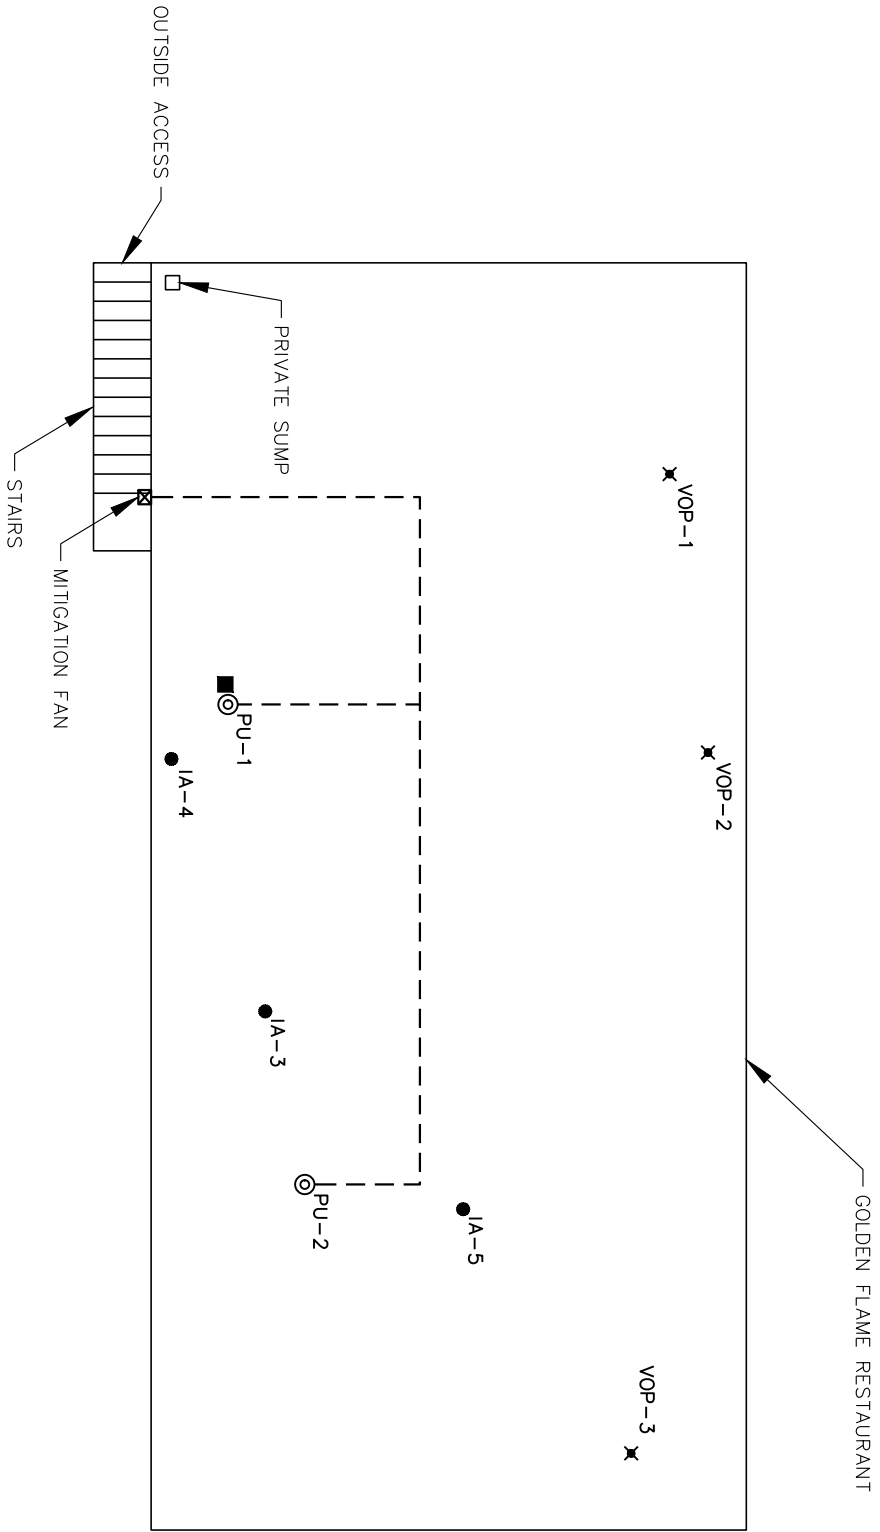 OUTSIDE ACCESS
PRIVATE SUMP
STAIRS
MITIGATION FAN
VOP-1
VOP-2
PU-1
IA-4
IA-3
PU-2
IA-5
VOP-3
GOLDEN FLAME RESTAURANT